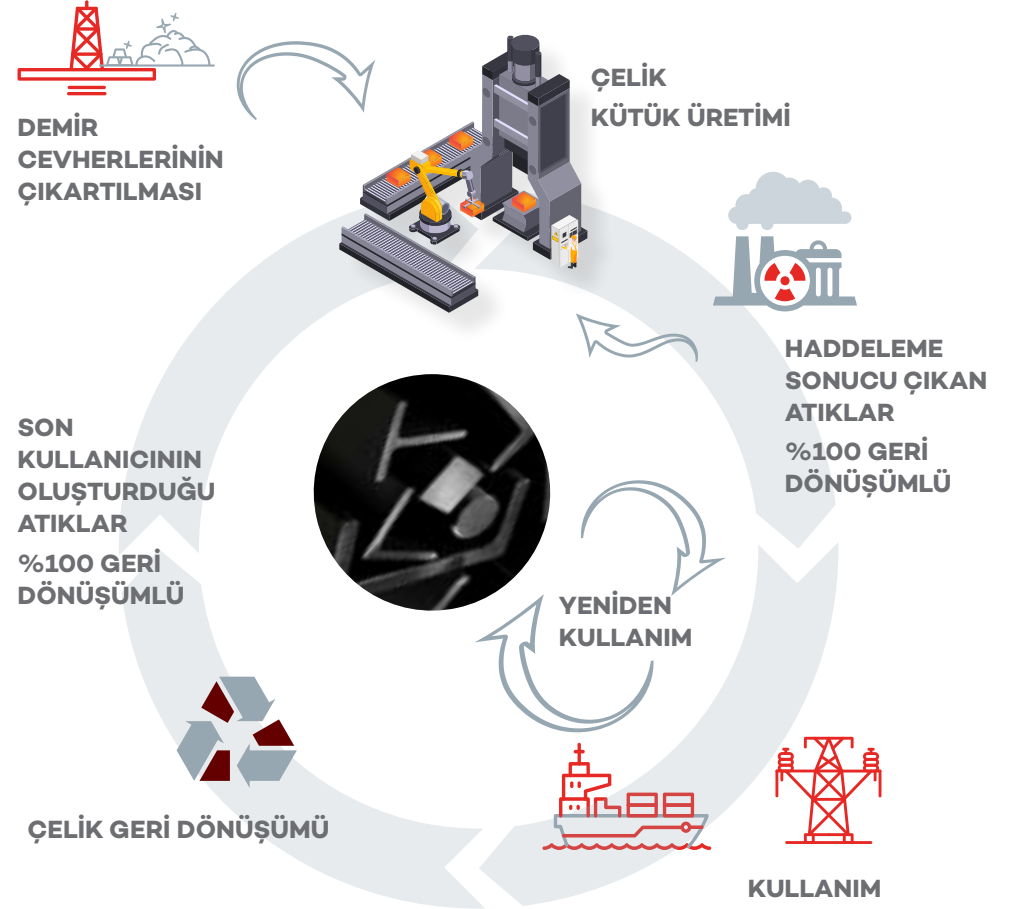 DEMİR
CEVHERLERİNİN
ÇIKARTILMASI
ÇELİK
KÜTÜK ÜRETİMİ
HADDELEME
SONUCU ÇIKAN
ATIKLAR
%100 GERİ
DÖNÜŞÜMLÜ
SON
KULLANICININ
OLUŞTURDUĞU
ATIKLAR
%100 GERİ
DÖNÜŞÜMLÜ
YENİDEN
KULLANIM
ÇELİK GERİ DÖNÜŞÜMÜ
KULLANIM